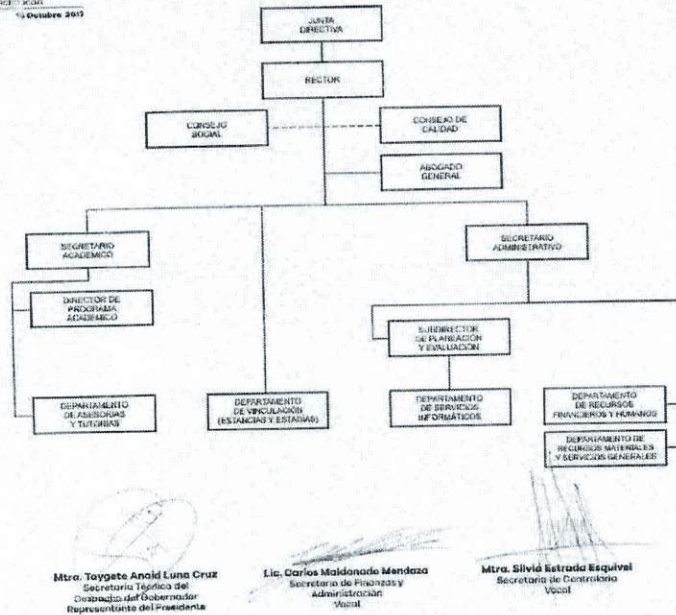 Octubre 2017
JUNTA
DIRECTIVA
RECTOR
CONSEJO
SOCIAL
CONSEJO DE
CALIDAD
ABOGADO
GENERAL
SECRETARIO
ACADÉMICO
SECRETARIO
ADMINISTRATIVO
DIRECTOR DE
PROGRAMA
ACADÉMICO
SUBDIRECTOR
DE PLANEACIÓN
Y EVALUACIÓN
DEPARTAMENTO
DE ASESORÍAS
Y TUTORÍAS
DEPARTAMENTO
DE VINCULACIÓN
(ESTANCIAS Y ESTADÍAS)
DEPARTAMENTO
DE SERVICIOS
INFORMÁTICOS
DEPARTAMENTO
DE RECURSOS
FINANCIEROS Y HUMANOS
DEPARTAMENTO DE
RECURSOS MATERIALES
Y SERVICIOS GENERALES
Mtra. Taygete Anaid Luna Cruz
Secretaria Técnica del
Despacho del Gobernador
Representante del Presidente
Lic. Carlos Maldonado Mendoza
Secretario de Finanzas y
Administración
Vocal
Mtra. Silvia Estrada Esquivel
Secretaria de Contraloría
Vocal